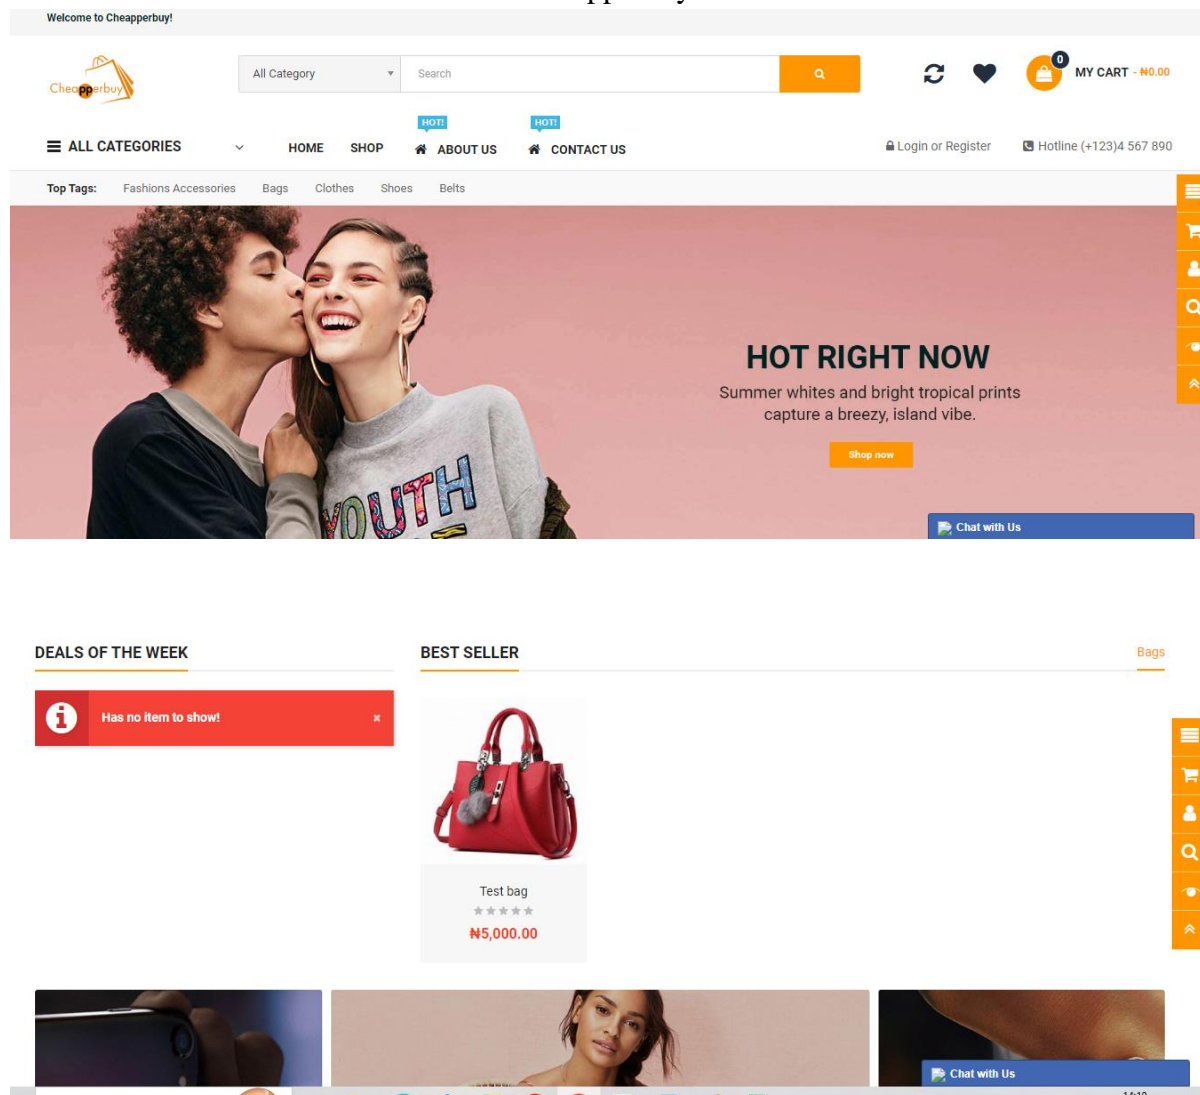 Welcome to Cheapperbuy!
Cheapperbuy
All Category
Search
0
MY CART - ₦0.00
ALL CATEGORIES
HOME
SHOP
HOT!
ABOUT US
HOT!
CONTACT US
Login or Register
Hotline (+123)4 567 890
Top Tags: Fashions Accessories Bags Clothes Shoes Belts
YOUTH
HOT RIGHT NOW
Summer whites and bright tropical prints
capture a breezy, island vibe.
Shop now
Chat with Us
DEALS OF THE WEEK
BEST SELLER
Bags
Has no item to show!
×
Test bag
₦5,000.00
Chat with Us